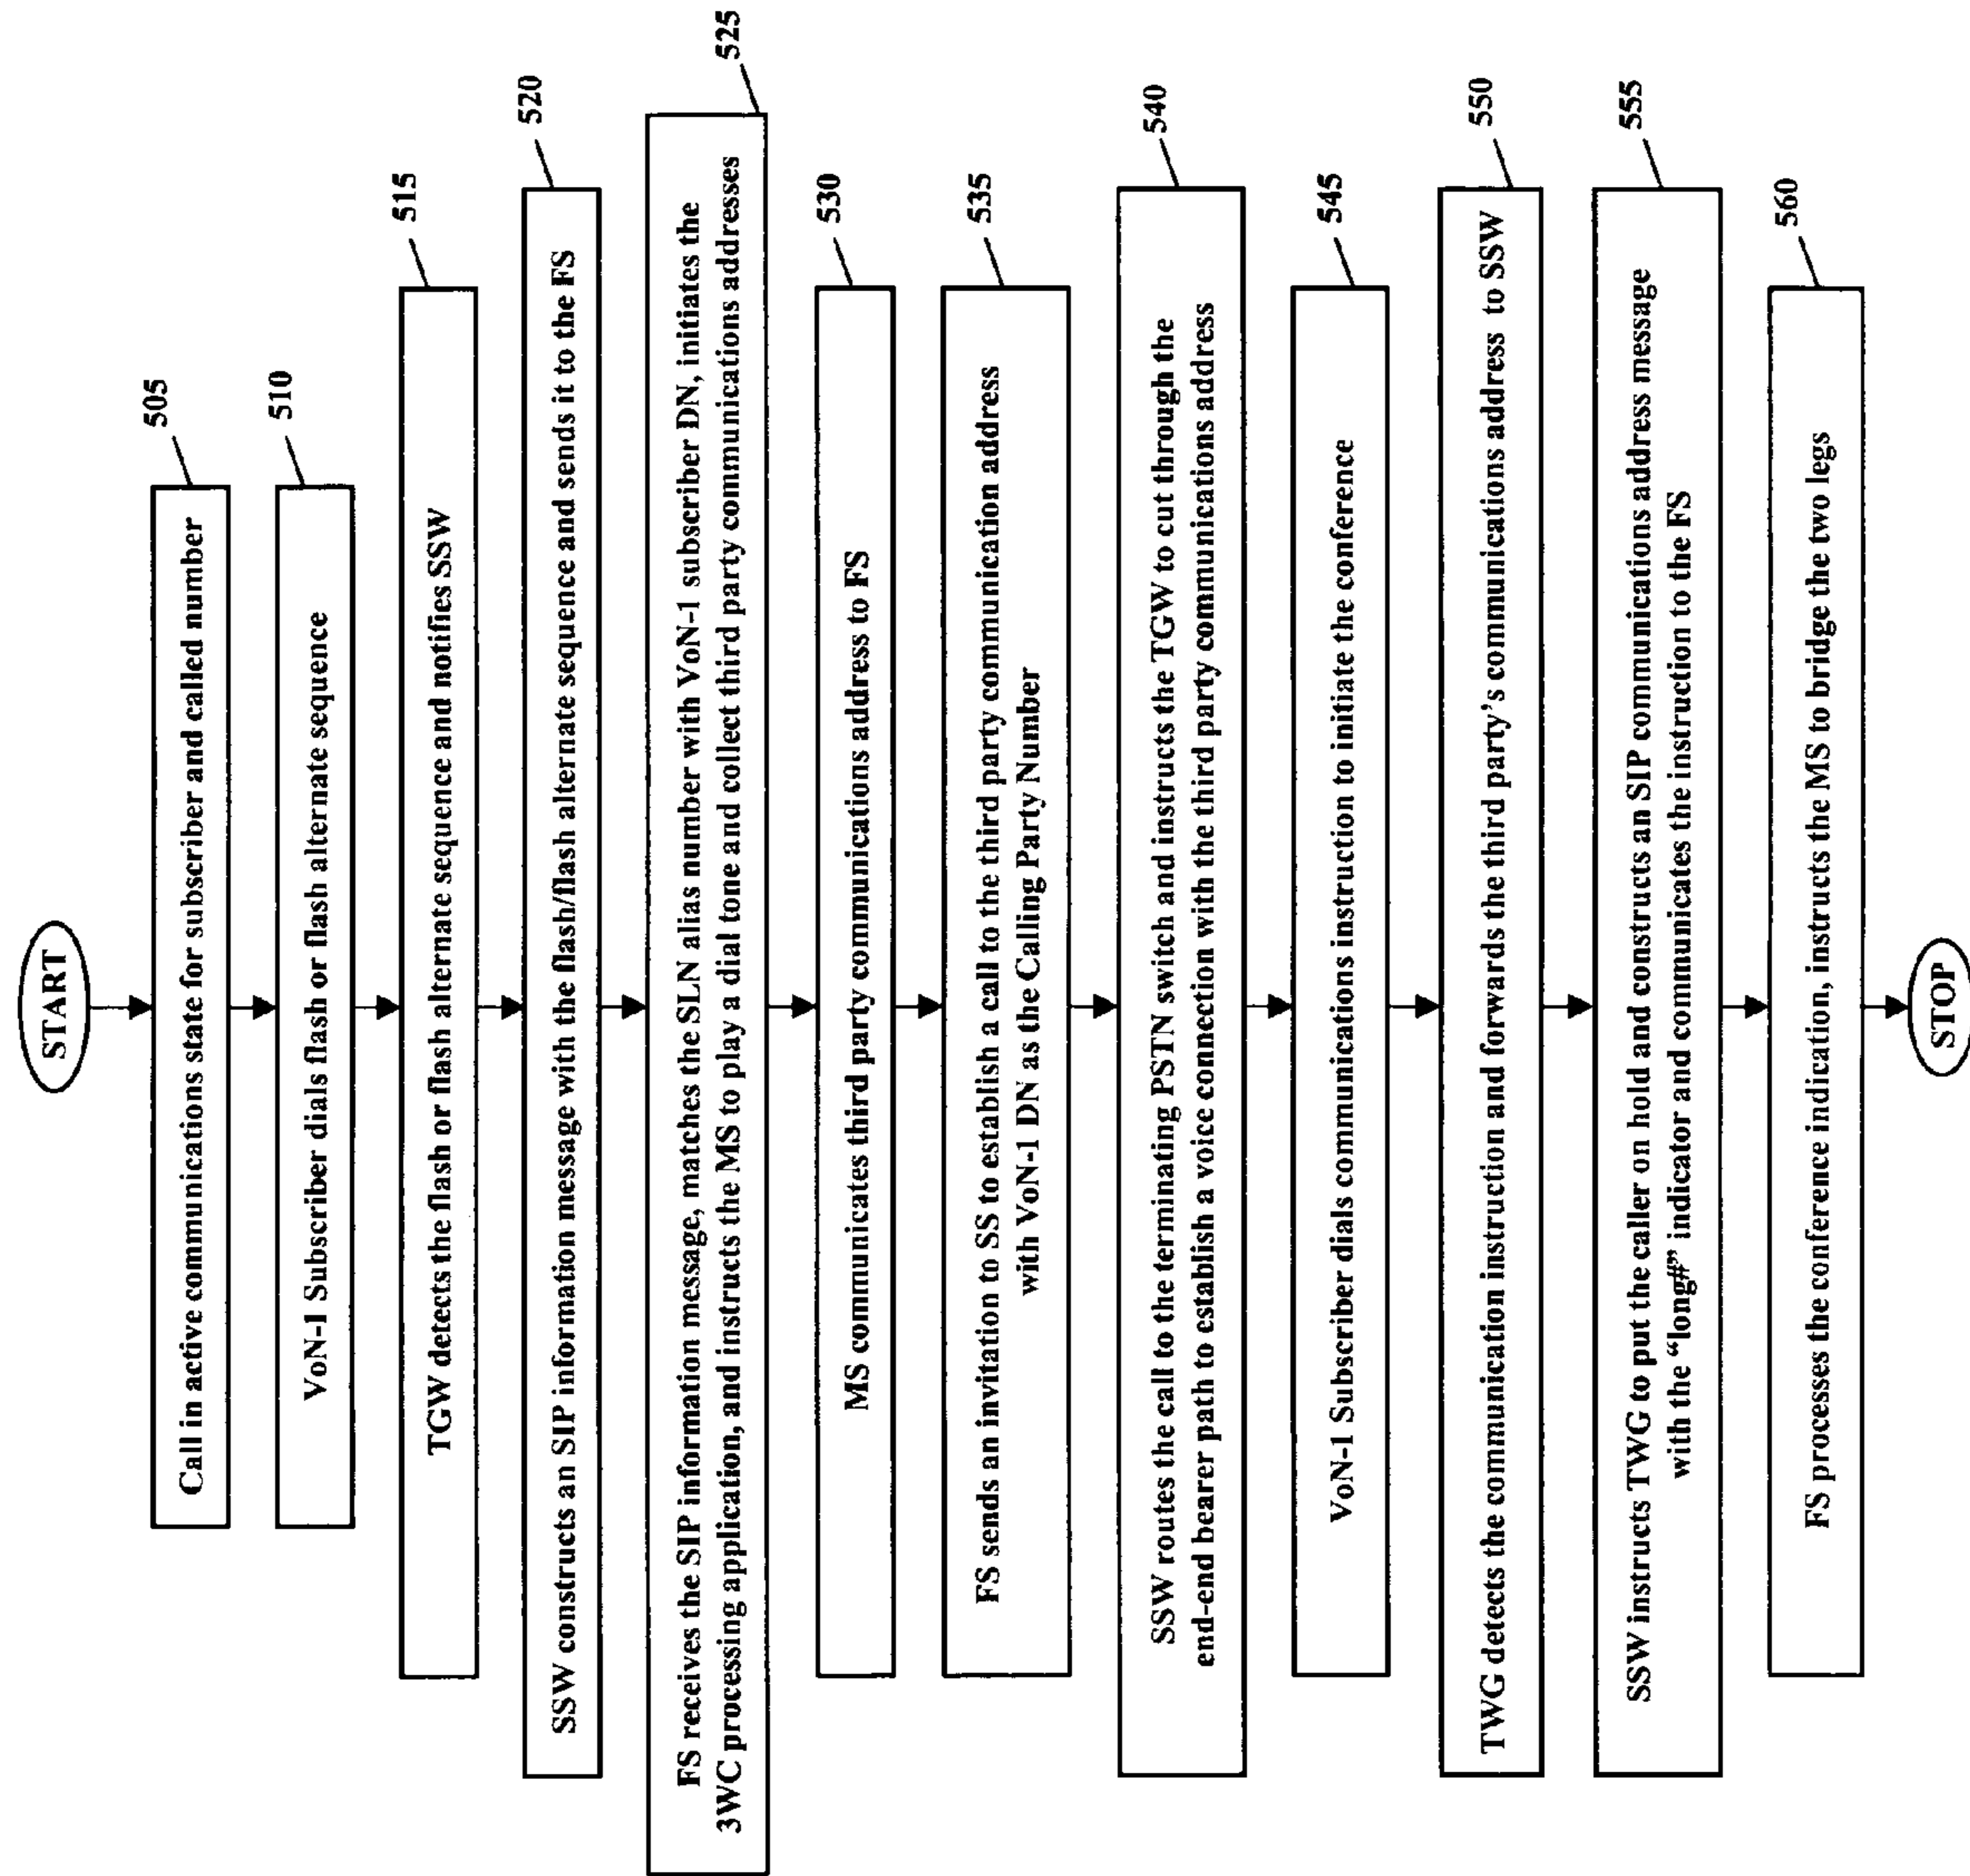 START
505
Call in active communications state for subscriber and called number
510
VoN-1 Subscriber dials flash or flash alternate sequence
515
TGW detects the flash or flash alternate sequence and notifies SSW
520
SSW constructs an SIP information message with the flash/flash alternate sequence and sends it to the FS
525
FS receives the SIP information message, matches the SLN alias number with VoN-1 subscriber DN, initiates the
3WC processing application, and instructs the MS to play a dial tone and collect third party communications addresses
530
MS communicates third party communications address to FS
535
FS sends an invitation to SS to establish a call to the third party communication address
with VoN-1 DN as the Calling Party Number
540
SSW routes the call to the terminating PSTN switch and instructs the TGW to cut through the
end-end bearer path to establish a voice connection with the third party communications address
545
VoN-1 Subscriber dials communications instruction to initiate the conference
550
TWG detects the communication instruction and forwards the third party's communications address to SSW
555
SSW instructs TWG to put the caller on hold and constructs an SIP communications address message
with the "long#" indicator and communicates the instruction to the FS
560
FS processes the conference indication, instructs the MS to bridge the two legs
STOP